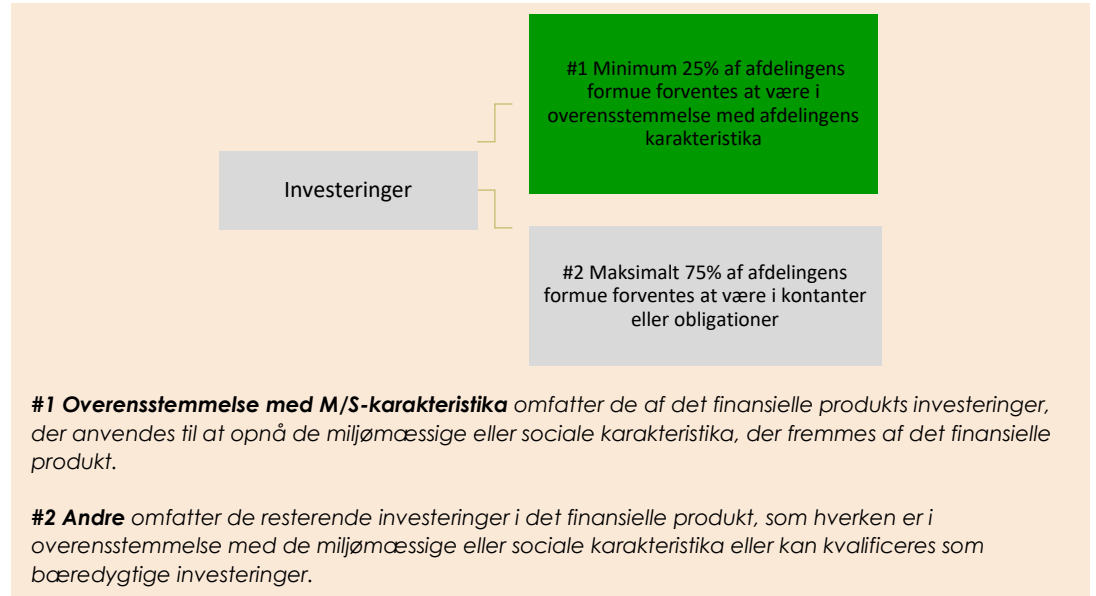 #1 Minimum 25% af afdelingens
formue forventes at være i
overensstemmelse med afdelingens
karakteristika
Investeringer
#2 Maksimalt 75% af afdelingens
formue forventes at være i kontanter
eller obligationer
#1 Overensstemmelse med M/S-karakteristika omfatter de af det finansielle produkts investeringer,
der anvendes til at opnå de miljømæssige eller sociale karakteristika, der fremmes af det finansielle
produkt.
#2 Andre omfatter de resterende investeringer i det finansielle produkt, som hverken er i
overensstemmelse med de miljømæssige eller sociale karakteristika eller kan kvalificeres som
bæredygtige investeringer.